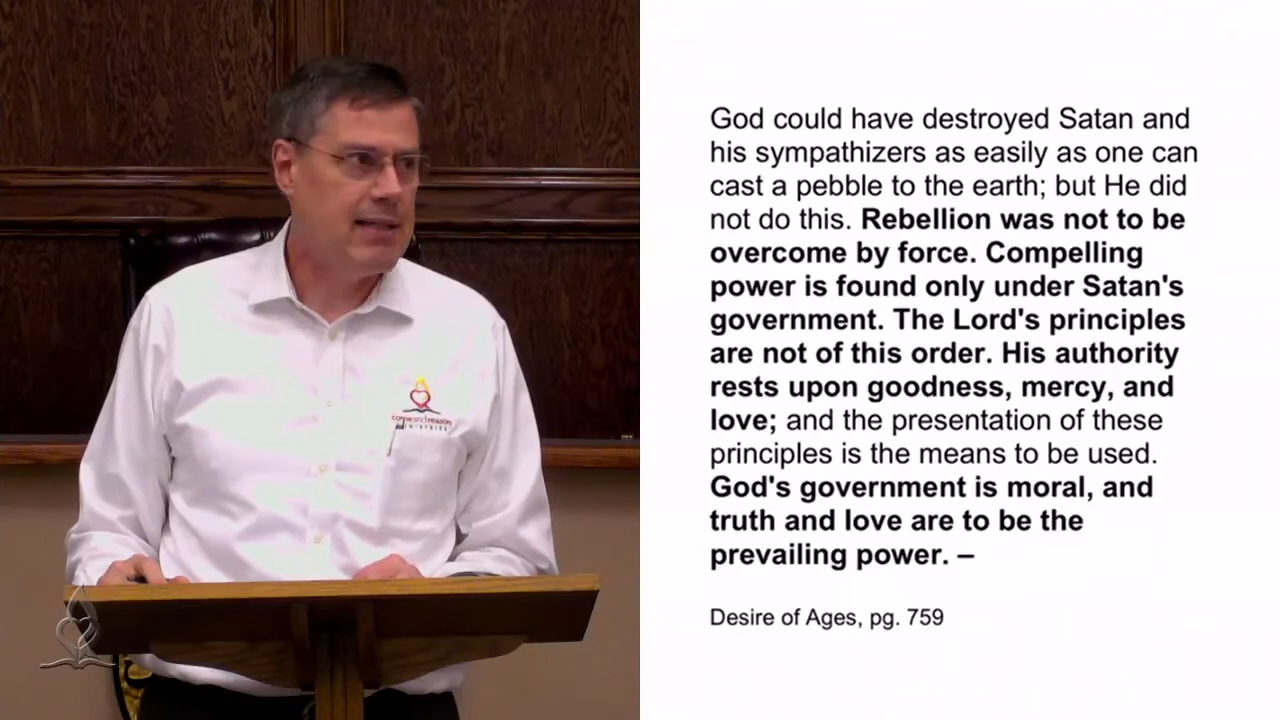 come and reason
MINISTRIES
God could have destroyed Satan and
his sympathizers as easily as one can
cast a pebble to the earth; but He did
not do this. Rebellion was not to be
overcome by force. Compelling
power is found only under Satan's
government. The Lord's principles
are not of this order. His authority
rests upon goodness, mercy, and
love; and the presentation of these
principles is the means to be used.
God's government is moral, and
truth and love are to be the
prevailing power. –
Desire of Ages, pg. 759